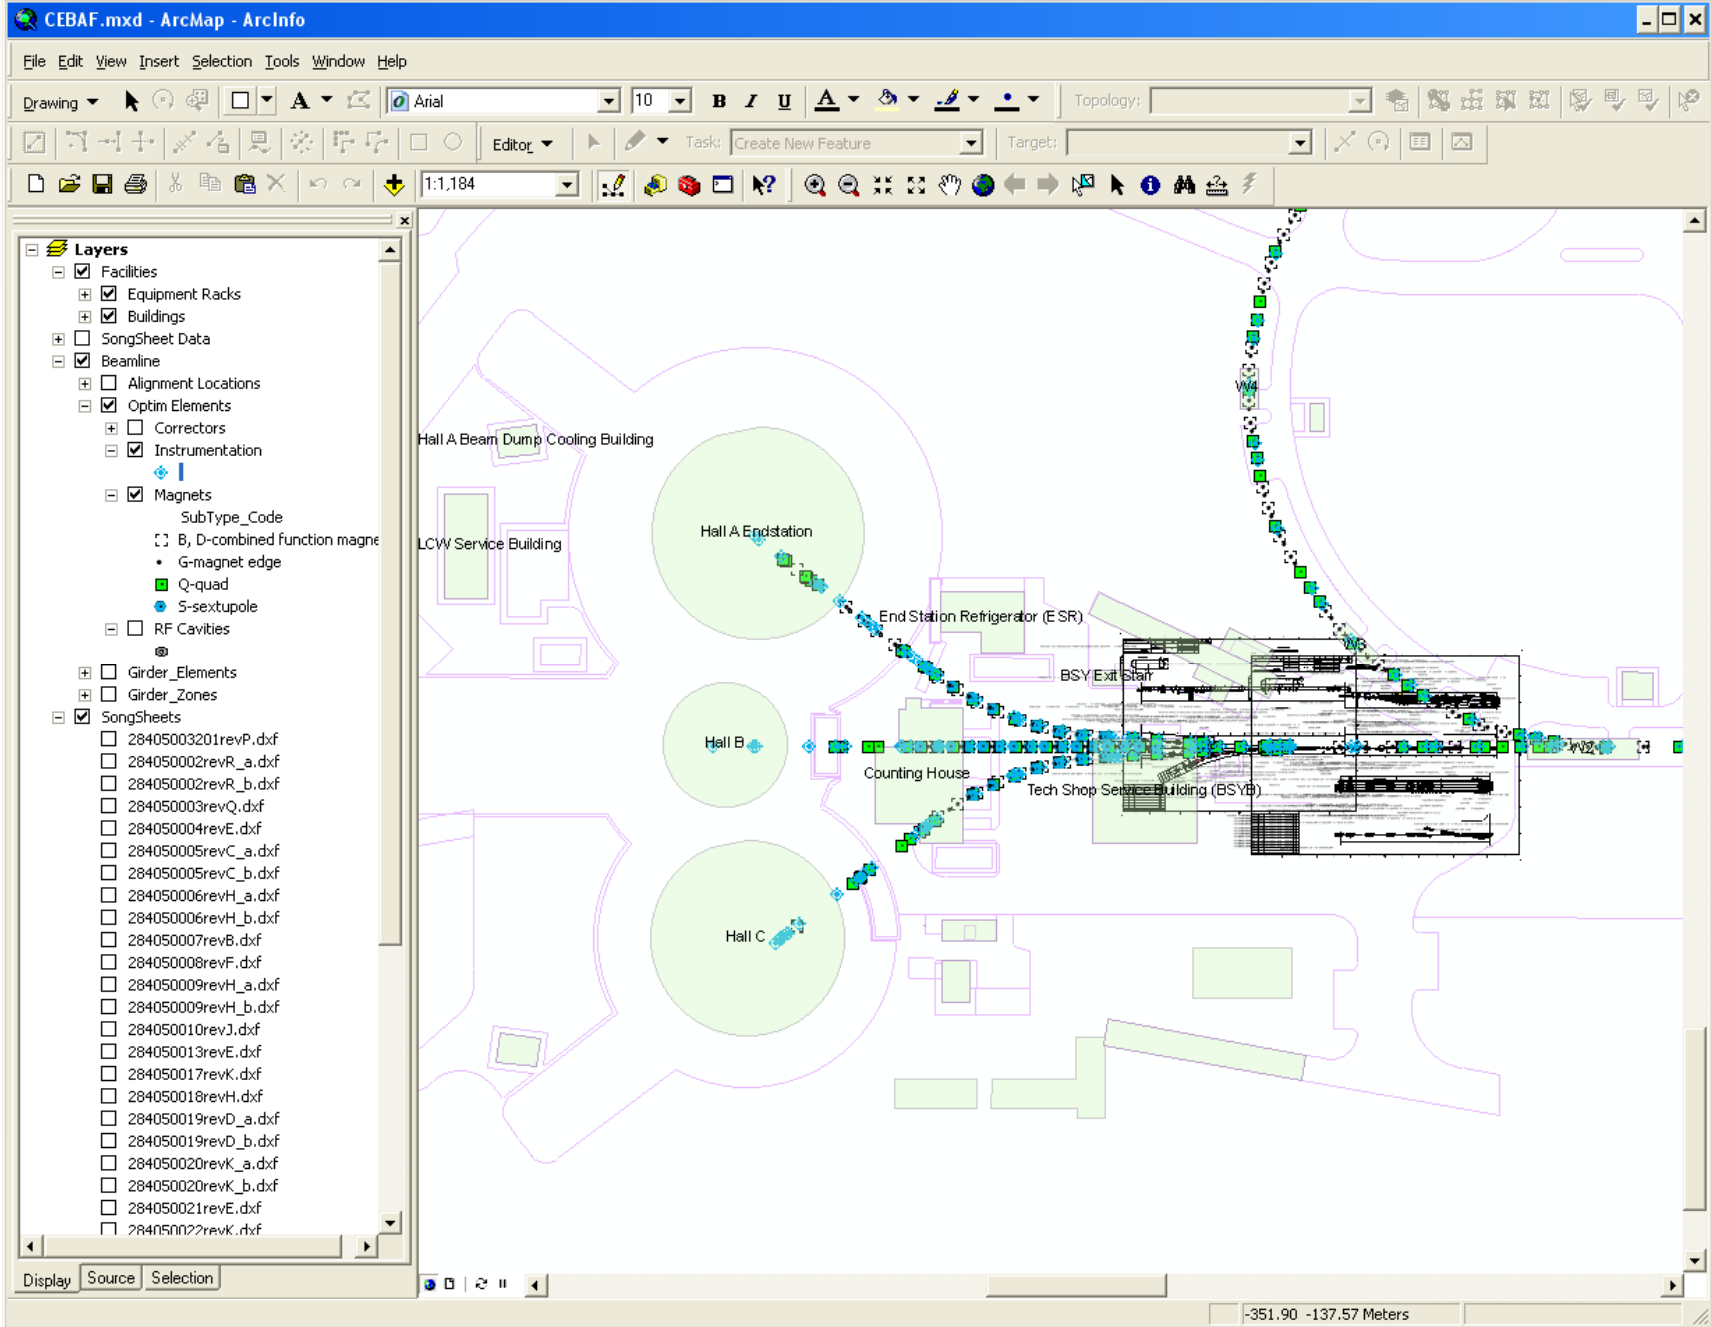 CEBAF.mxd - ArcMap - ArcInfo
File Edit View Insert Selection Tools Window Help
Drawing A Arial 10 B I U A Topology:
Editor Task: Create New Feature Target:
1:1,184
Layers
Facilities
Equipment Racks
Buildings
SongSheet Data
Beamline
Alignment Locations
Optim Elements
Correctors
Instrumentation
Magnets
SubType_Code
B, D-combined function magne
G-magnet edge
Q-quad
S-sextupole
RF Cavities
Girder_Elements
Girder_Zones
SongSheets
28405003201revP.dxf
284050002revR_a.dxf
284050002revR_b.dxf
284050003revQ.dxf
284050004revE.dxf
284050005revC_a.dxf
284050005revC_b.dxf
284050006revH_a.dxf
284050006revH_b.dxf
284050007revB.dxf
284050008revF.dxf
284050009revH_a.dxf
284050009revH_b.dxf
284050010revJ.dxf
284050013revE.dxf
284050017revK.dxf
284050018revH.dxf
284050019revD_a.dxf
284050019revD_b.dxf
284050020revK_a.dxf
284050020revK_b.dxf
284050021revE.dxf
284050022revK.dxf
Display Source Selection
W4
Hall A Beam Dump Cooling Building
Hall A Endstation
LCW Service Building
End Station Refrigerator (ESR)
W3
BSY Exit Stair
Hall B
W2
Counting House
Tech Shop Service Building (BSYB)
Hall C
-351.90 -137.57 Meters